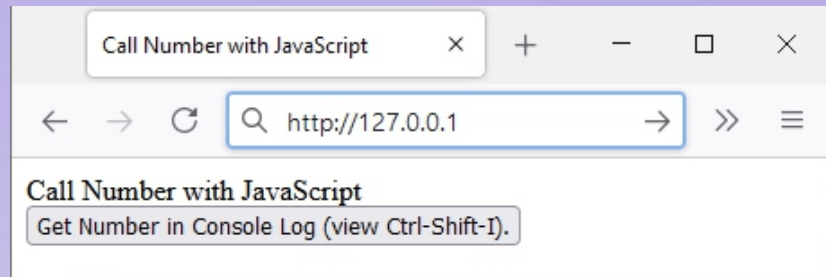 Call Number with JavaScript
http://127.0.0.1
Call Number with JavaScript
Get Number in Console Log (view Ctrl-Shift-I).